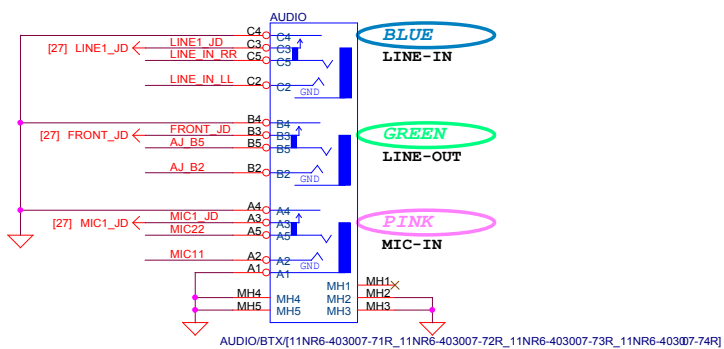 AUDIO
C4 C4 BLUE
[27] LINE1_JD LINE1_JD C3 C3
LINE_IN_RR C5 C5 LINE-IN
LINE_IN_LL C2 GND
B4 B4
[27] FRONT_JD FRONT_JD B3 B3 GREEN
AJ_B5 B5 B5 LINE-OUT
AJ_B2 B2 GND
A4 A4
[27] MIC1_JD MIC1_JD A3 A3 PINK
MIC22 A5 A5 MIC-IN
MIC11 A2 A2 GND
A1 A1
MH1 MH1
MH4 MH4 MH2 MH2
MH5 MH5 MH3 MH3
AUDIO/BTX/[11NR6-403007-71R_11NR6-403007-72R_11NR6-403007-73R_11NR6-403007-74R]